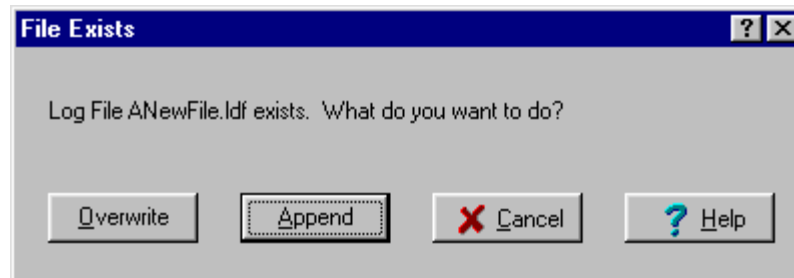 File Exists
Log File ANewFile.ldf exists.  What do you want to do?
Overwrite Append Cancel ? Help